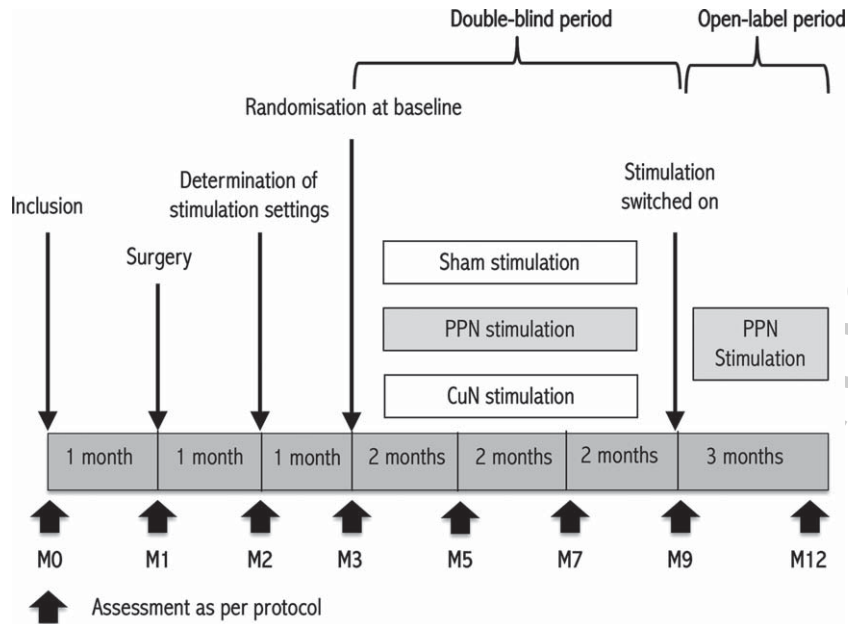 Double-blind period
Open-label period
Randomisation at baseline
Determination of
stimulation settings
Stimulation
switched on
Inclusion
Surgery
Sham stimulation
PPN stimulation
PPN
Stimulation
CuN stimulation
1 month
1 month
1 month
2 months
2 months
2 months
3 months
M0
M1
M2
M3
M5
M7
M9
M12
Assessment as per protocol